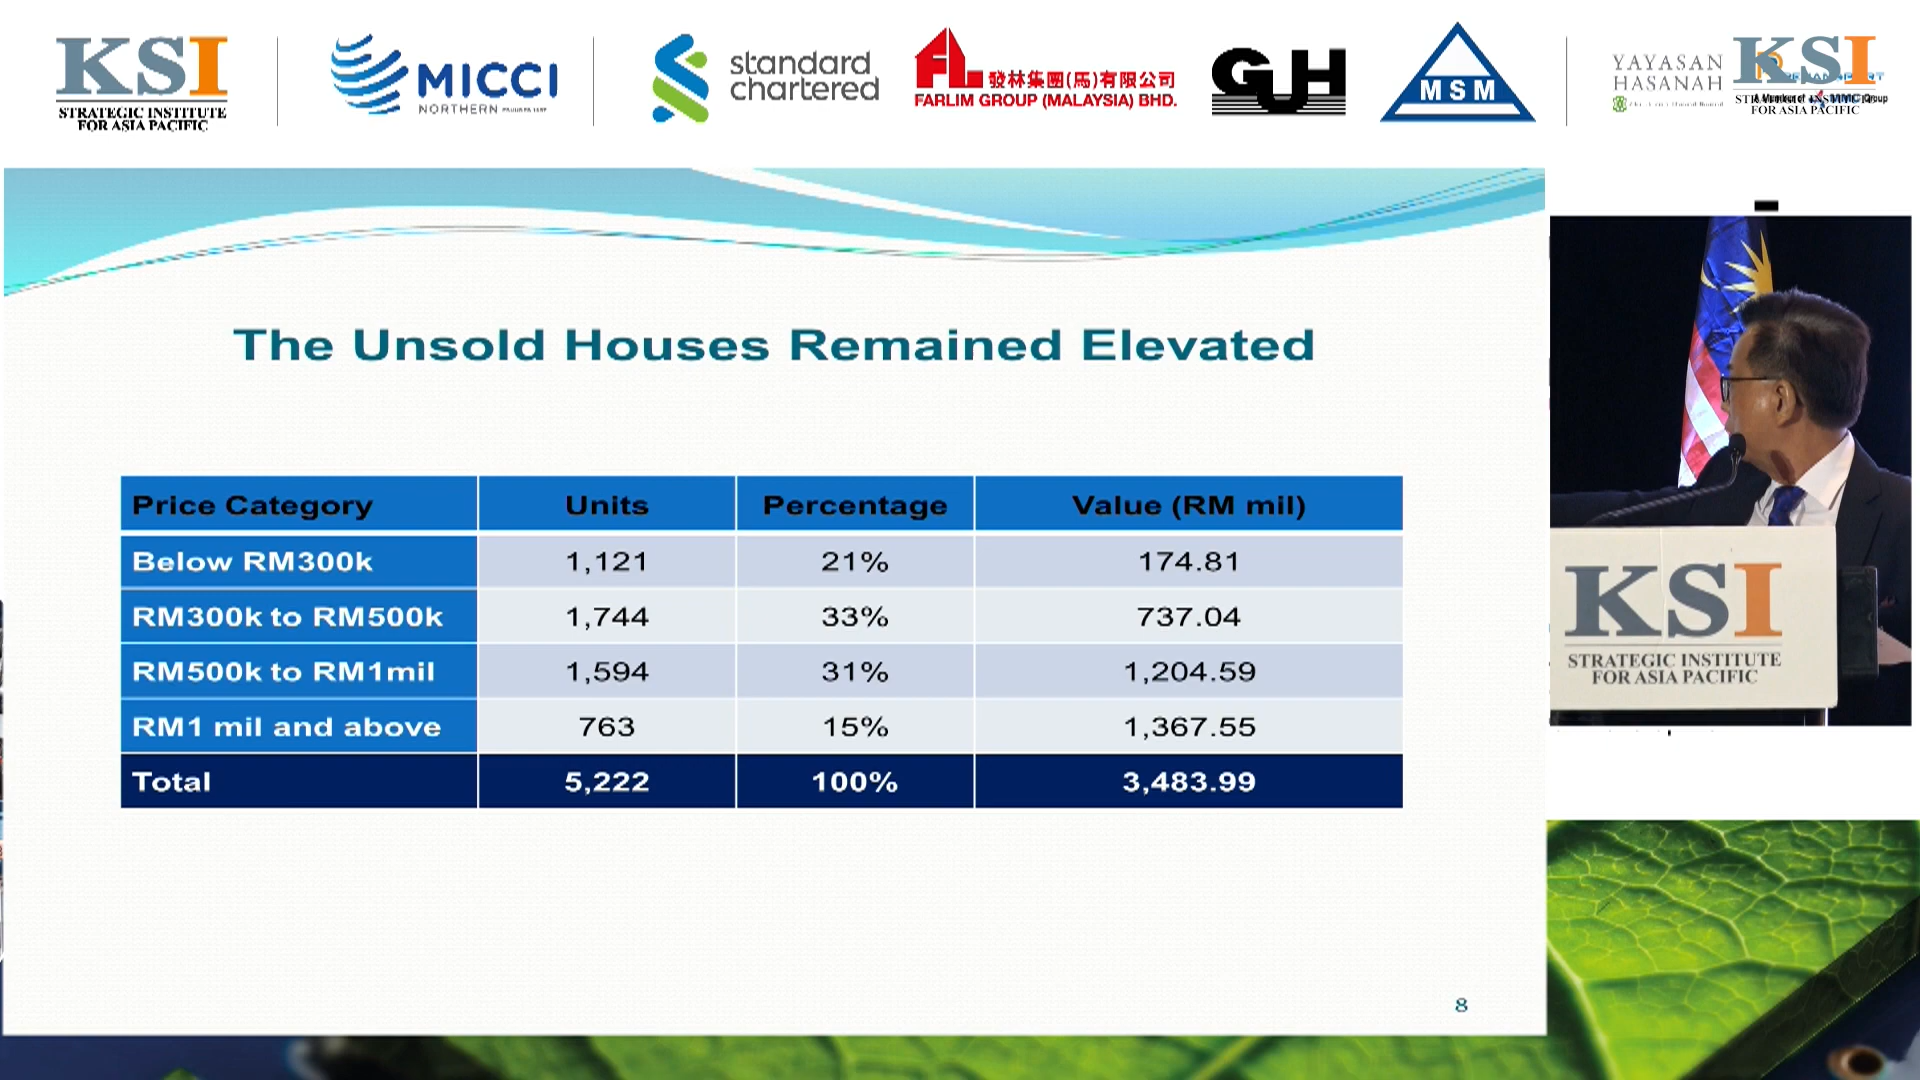 KSI
STRATEGIC INSTITUTE
FOR ASIA PACIFIC
MICCI
NORTHERN
standard
chartered
FL
發林集團(馬)有限公司
FARLIM GROUP (MALAYSIA) BHD.
GUH
MSM
YAYASAN
HASANAH
KSI
FOR ASIA PACIFIC
The Unsold Houses Remained Elevated
Price Category Units Percentage Value (RM mil)
Below RM300k 1,121 21% 174.81
RM300k to RM500k 1,744 33% 737.04
RM500k to RM1mil 1,594 31% 1,204.59
RM1 mil and above 763 15% 1,367.55
Total 5,222 100% 3,483.99
8
KSI
STRATEGIC INSTITUTE
FOR ASIA PACIFIC